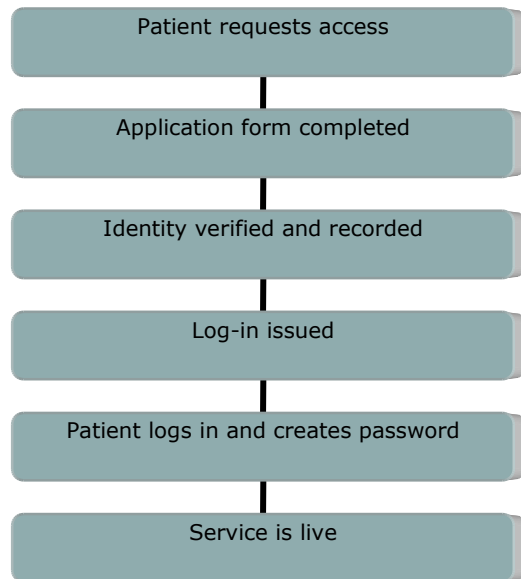 Patient requests access
Application form completed
Identity verified and recorded
Log-in issued
Patient logs in and creates password
Service is live